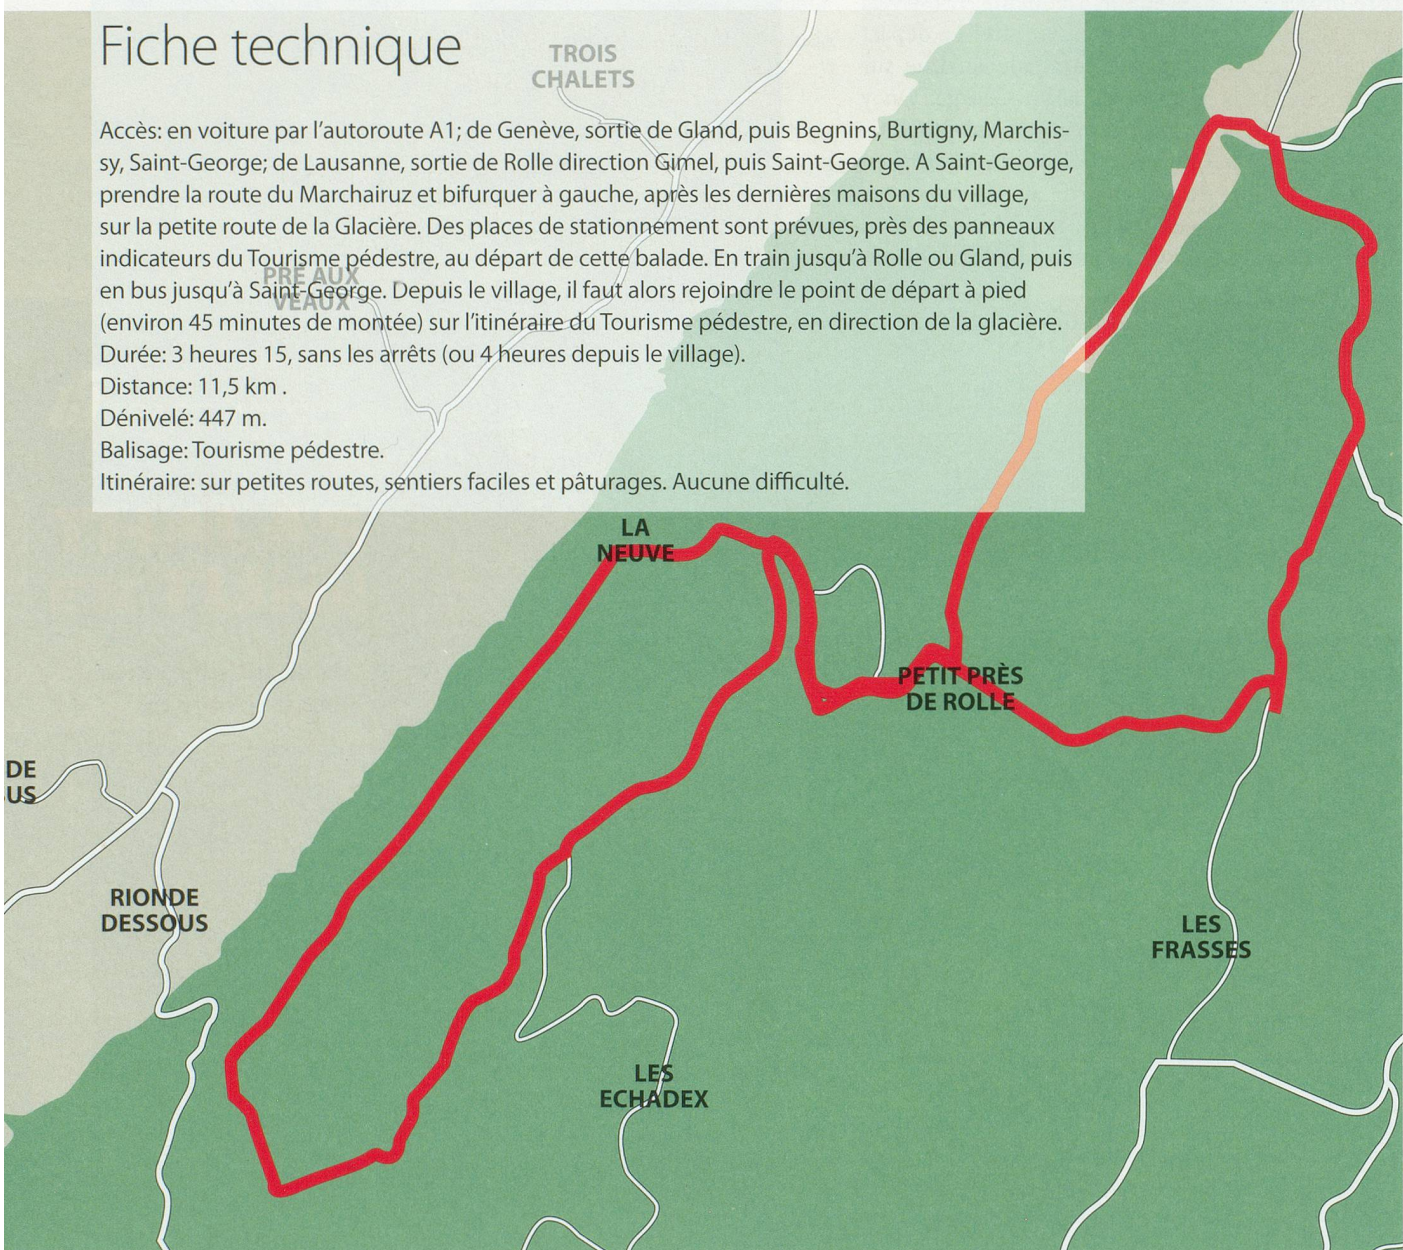 Fiche technique
TROIS
CHALETS
Accès: en voiture par l'autoroute A1; de Genève, sortie de Gland, puis Begnins, Burtigny, Marchis-
sy, Saint-George; de Lausanne, sortie de Rolle direction Gimel, puis Saint-George. A Saint-George,
prendre la route du Marchairuz et bifurquer à gauche, après les dernières maisons du village,
sur la petite route de la Glacière. Des places de stationnement sont prévues, près des panneaux
indicateurs du Tourisme pédestre, au départ de cette balade. En train jusqu'à Rolle ou Gland, puis
en bus jusqu'à Saint-George. Depuis le village, il faut alors rejoindre le point de départ à pied
(environ 45 minutes de montée) sur l'itinéraire du Tourisme pédestre, en direction de la glacière.
Durée: 3 heures 15, sans les arrêts (ou 4 heures depuis le village).
Distance: 11,5 km .
Dénivelé: 447 m.
Balisage: Tourisme pédestre.
Itinéraire: sur petites routes, sentiers faciles et pâturages. Aucune difficulté.
PRÉ AUX
VEAUX
LA
NEUVE
PETIT PRÈS
DE ROLLE
DE
US
RIONDE
DESSOUS
LES
FRASSES
LES
ECHADEX